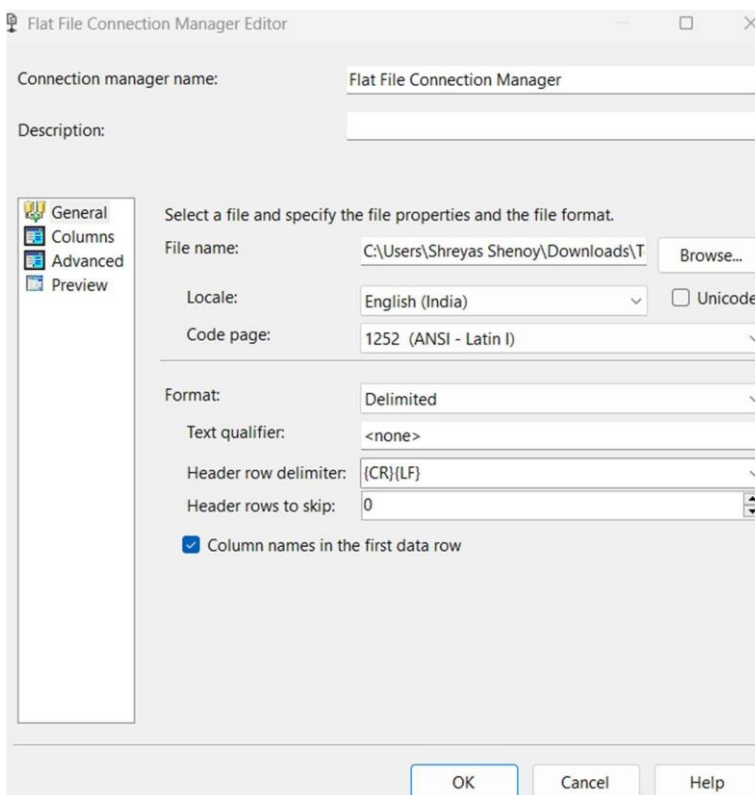 Flat File Connection Manager Editor
Connection manager name: Flat File Connection Manager
Description:
General
Columns
Advanced
Preview
Select a file and specify the file properties and the file format.
File name: C:\Users\Shreyas Shenoy\Downloads\T Browse...
Locale: English (India) Unicode
Code page: 1252 (ANSI - Latin I)
Format: Delimited
Text qualifier: <none>
Header row delimiter: {CR}{LF}
Header rows to skip: 0
Column names in the first data row
OK Cancel Help